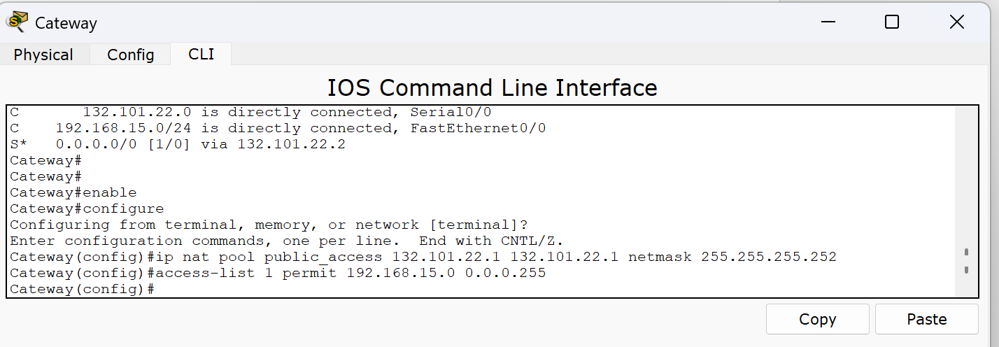 Cateway
Physical Config CLI
IOS Command Line Interface
C        132.101.22.0 is directly connected, Serial0/0
C    192.168.15.0/24 is directly connected, FastEthernet0/0
S*   0.0.0.0/0 [1/0] via 132.101.22.2
Cateway#
Cateway#
Cateway#enable
Cateway#configure
Configuring from terminal, memory, or network [terminal]?
Enter configuration commands, one per line.  End with CNTL/Z.
Cateway(config)#ip nat pool public_access 132.101.22.1 132.101.22.1 netmask 255.255.255.252
Cateway(config)#access-list 1 permit 192.168.15.0 0.0.0.255
Cateway(config)#
Copy Paste